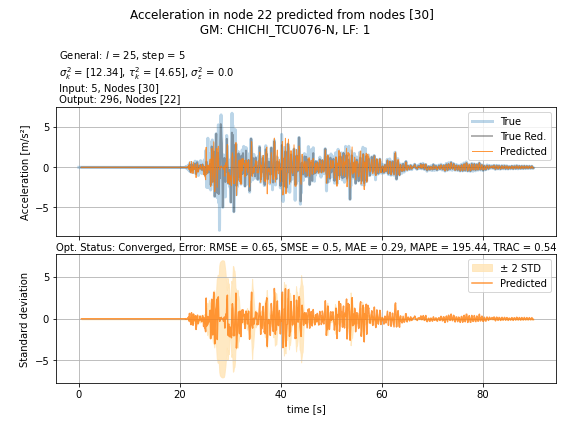 Acceleration in node 22 predicted from nodes [30]
GM: CHICHI_TCU076-N, LF: 1
General: l = 25, step = 5
σ²ₖ = [12.34], τ²ₖ = [4.65], σ²ε = 0.0
Input: 5, Nodes [30]
Output: 296, Nodes [22]
True
True Red.
Predicted
Acceleration [m/s²]
5
0
−5
Opt. Status: Converged, Error: RMSE = 0.65, SMSE = 0.5, MAE = 0.29, MAPE = 195.44, TRAC = 0.54
± 2 STD
Predicted
Standard deviation
5
0
−5
0 20 40 60 80
time [s]